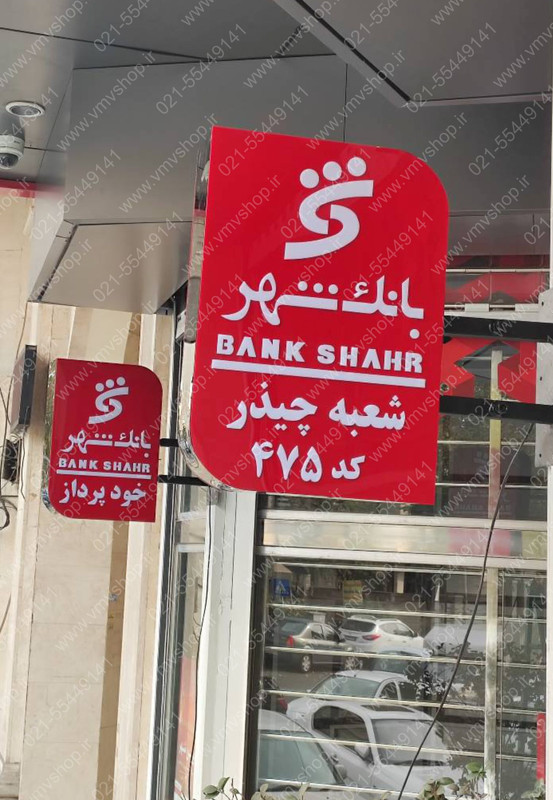 بانک شهر
BANK SHAHR
شعبه چیذر
کد ۴۷۵
بانک شهر
BANK SHAHR
خود پرداز
www.vmvshop.ir
021-55449141